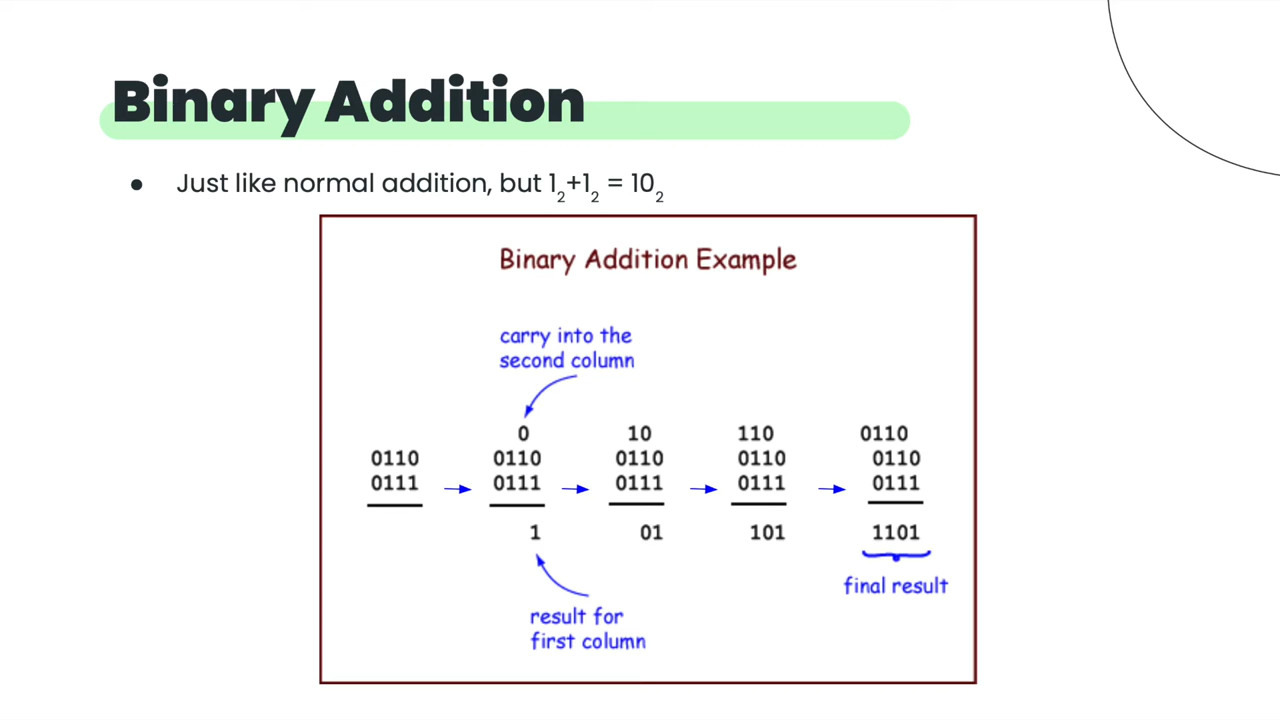 Binary Addition
● Just like normal addition, but 1₂+1₂ = 10₂
Binary Addition Example
carry into the
second column
0 10 110 0110
0110 0110 0110 0110 0110
0111 0111 0111 0111 0111
1 01 101 1101
final result
result for
first column